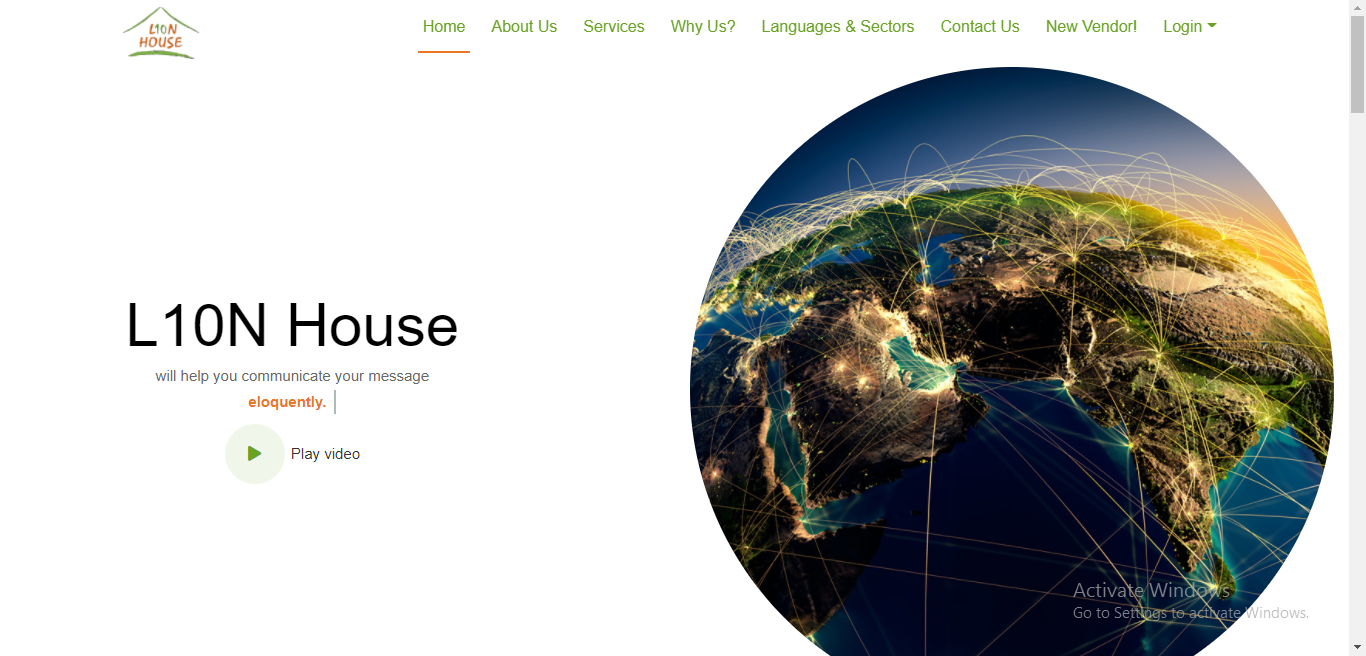 L10N
HOUSE
Home About Us Services Why Us? Languages & Sectors Contact Us New Vendor! Login
L10N House
will help you communicate your message
eloquently.
Play video
Activate Windows
Go to Settings to activate Windows.